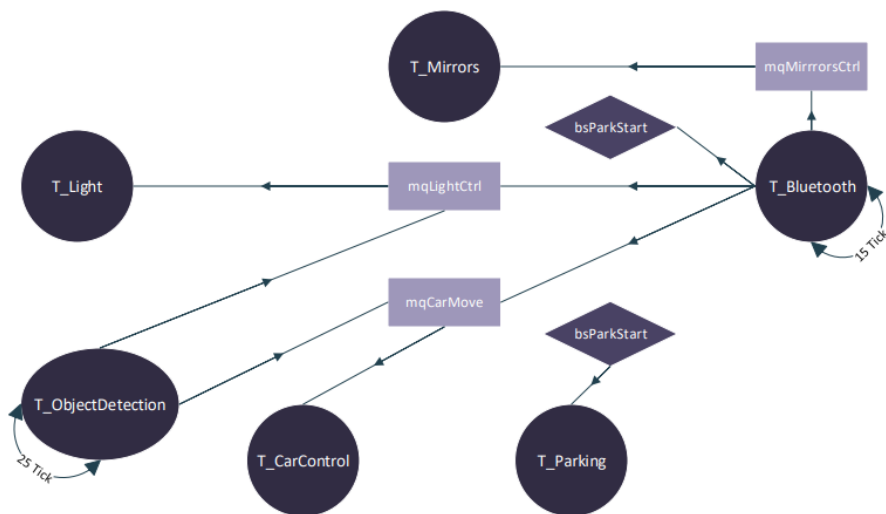 T_Mirrors
mqMirrrorsCtrl
bsParkStart
T_Light
mqLightCtrl
T_Bluetooth
15 Tick
mqCarMove
bsParkStart
T_ObjectDetection
25 Tick
T_CarControl
T_Parking